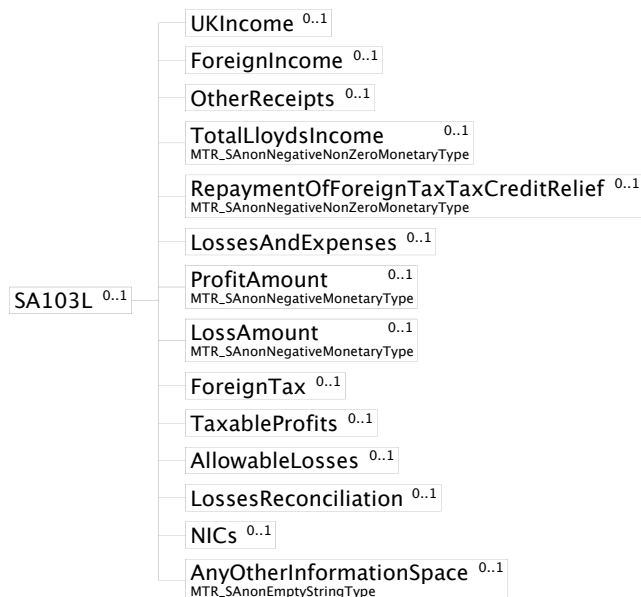 UKIncome 0..1
ForeignIncome 0..1
OtherReceipts 0..1
TotalLloydsIncome 0..1
MTR_SAnonNegativeNonZeroMonetaryType
RepaymentOfForeignTaxTaxCreditRelief 0..1
MTR_SAnonNegativeNonZeroMonetaryType
LossesAndExpenses 0..1
ProfitAmount 0..1
MTR_SAnonNegativeMonetaryType
SA103L 0..1
LossAmount 0..1
MTR_SAnonNegativeMonetaryType
ForeignTax 0..1
TaxableProfits 0..1
AllowableLosses 0..1
LossesReconciliation 0..1
NICs 0..1
AnyOtherInformationSpace 0..1
MTR_SAnonEmptyStringType